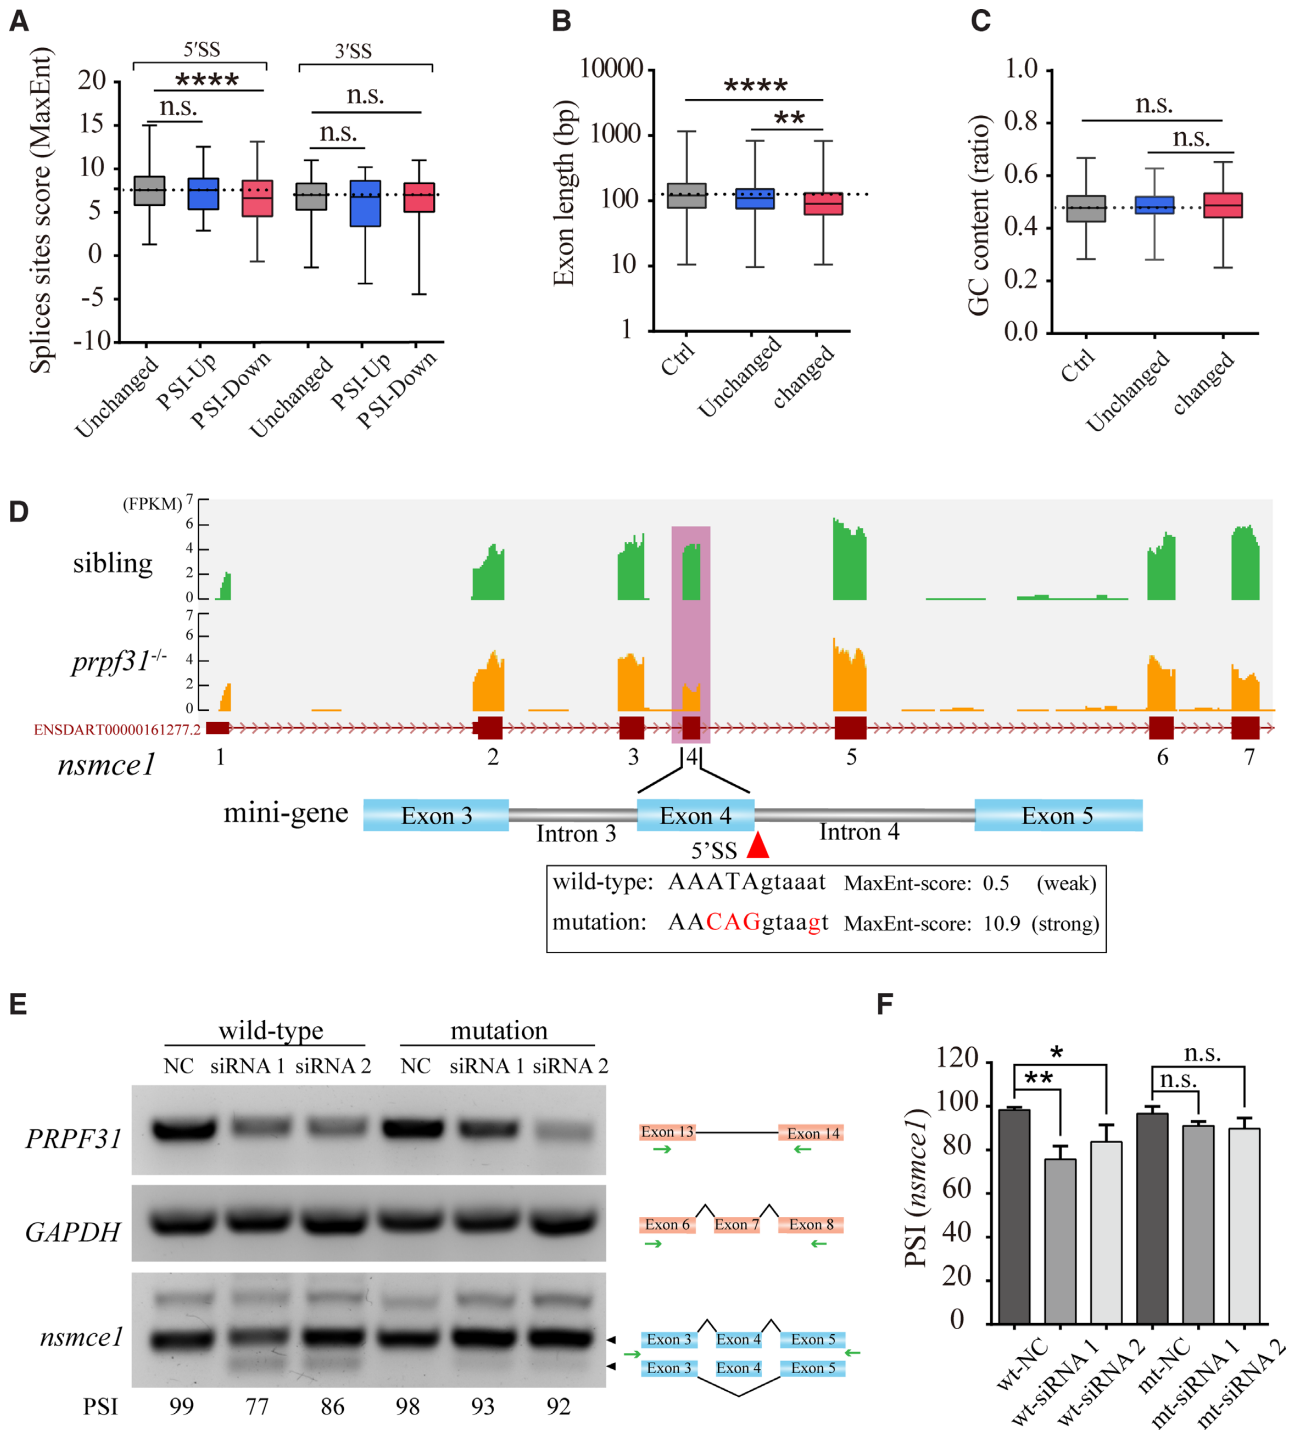 A
5'SS
3'SS
Splices sites score (MaxEnt)
20
15
10
5
0
-5
-10
****
n.s.
n.s.
n.s.
Unchanged
PSI-Up
PSI-Down
Unchanged
PSI-Up
PSI-Down
B
Exon length (bp)
10000
1000
100
10
1
****
**
Ctrl
Unchanged
changed
C
GC content (ratio)
1.0
0.8
0.6
0.4
0.2
0.0
n.s.
n.s.
Ctrl
Unchanged
changed
D
(FPKM)
7
6
4
2
0
sibling
7
6
4
2
0
prpf31-/-
ENSDART00000161277.2
nsmce1
1
2
3
4
5
6
7
mini-gene
Exon 3
Intron 3
Exon 4
Intron 4
Exon 5
5’SS
wild-type: AAATAgtaaat MaxEnt-score: 0.5 (weak)
mutation: AACAGgtaagt MaxEnt-score: 10.9 (strong)
E
wild-type
mutation
NC siRNA 1 siRNA 2 NC siRNA 1 siRNA 2
PRPF31
Exon 13
Exon 14
GAPDH
Exon 6
Exon 7
Exon 8
nsmce1
Exon 3
Exon 4
Exon 5
Exon 3
Exon 4
Exon 5
PSI 99 77 86 98 93 92
F
PSI (nsmce1)
120
100
80
60
40
20
0
*
**
n.s.
n.s.
wt-NC
wt-siRNA 1
wt-siRNA 2
mt-NC
mt-siRNA 1
mt-siRNA 2